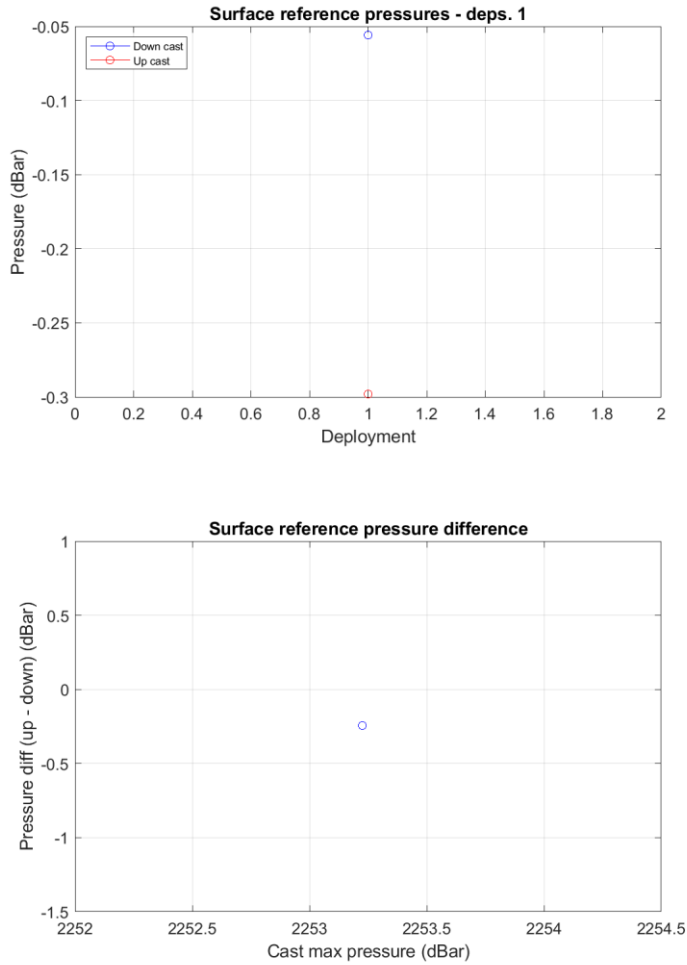 Surface reference pressures - deps. 1
-0.05
Down cast
Up cast
-0.1
-0.15
-0.2
-0.25
-0.3
Pressure (dBar)
0 0.2 0.4 0.6 0.8 1 1.2 1.4 1.6 1.8 2
Deployment
Surface reference pressure difference
1
0.5
0
-0.5
-1
-1.5
Pressure diff (up - down) (dBar)
2252 2252.5 2253 2253.5 2254 2254.5
Cast max pressure (dBar)